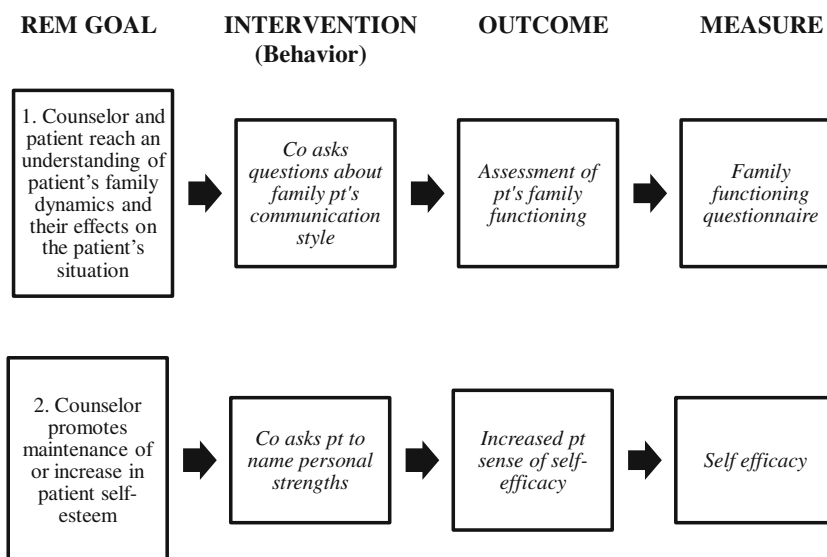 REM GOAL
INTERVENTION
(Behavior)
OUTCOME
MEASURE
1. Counselor and
patient reach an
understanding of
patient's family
dynamics and
their effects on
the patient's
situation
Co asks
questions about
family pt's
communication
style
Assessment of
pt's family
functioning
Family
functioning
questionnaire
2. Counselor
promotes
maintenance of
or increase in
patient self-
esteem
Co asks pt to
name personal
strengths
Increased pt
sense of self-
efficacy
Self efficacy